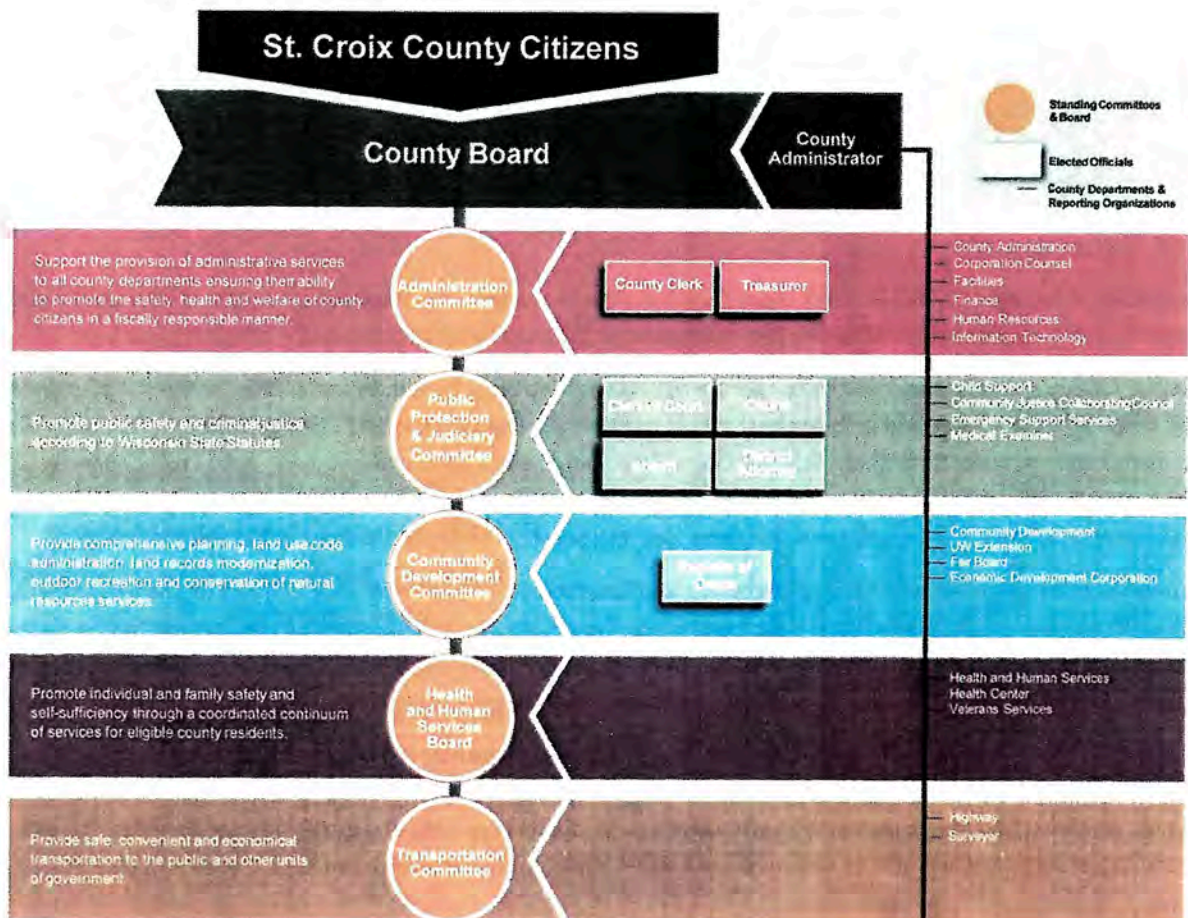 St. Croix County Citizens
County Board
County
Administrator
Standing Committees
& Board
Elected Officials
County Departments &
Reporting Organizations
Support the provision of administrative services
to all county departments ensuring their ability
to promote the safety, health and welfare of county
citizens in a fiscally responsible manner.
Administration
Committee
County Clerk
Treasurer
County Administration
Corporation Counsel
Facilities
Finance
Human Resources
Information Technology
Promote public safety and criminal justice
according to Wisconsin State Statutes.
Public
Protection
& Judiciary
Committee
Court
District
Attorney
Child Support
Community Justice Collaborating Council
Emergency Support Services
Medical Examiner
Provide comprehensive planning, land use code
administration, land records modernization,
outdoor recreation and conservation of natural
resources services.
Community
Development
Committee
Register of
Deeds
Community Development
UW Extension
Fair Board
Economic Development Corporation
Promote individual and family safety and
self-sufficiency through a coordinated continuum
of services for eligible county residents.
Health
and Human
Services
Board
Health and Human Services
Health Center
Veterans Services
Provide safe, convenient and economical
transportation to the public and other units
of government.
Transportation
Committee
Highway
Surveyor